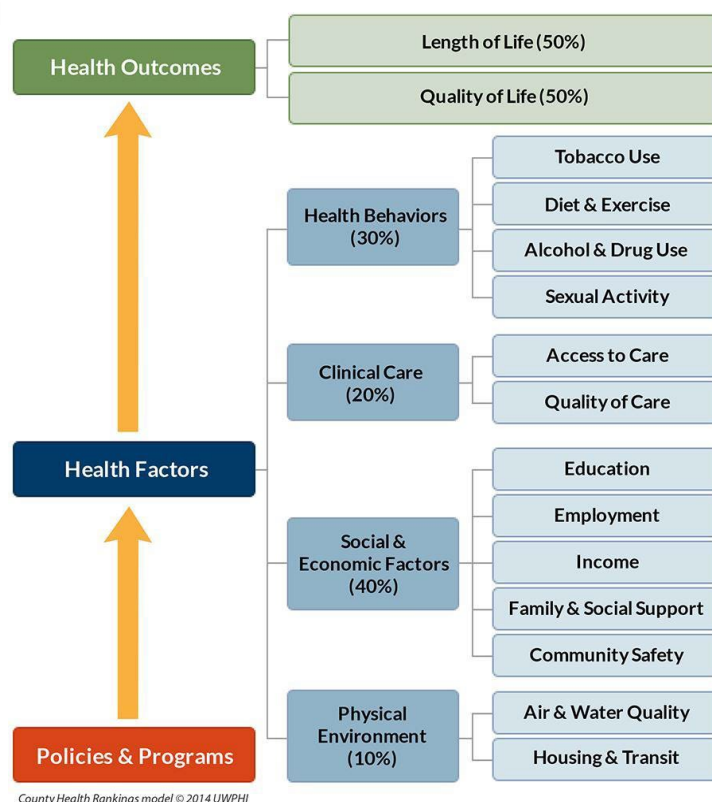 Health Outcomes
Length of Life (50%)
Quality of Life (50%)
Health Factors
Health Behaviors
(30%)
Tobacco Use
Diet & Exercise
Alcohol & Drug Use
Sexual Activity
Clinical Care
(20%)
Access to Care
Quality of Care
Social &
Economic Factors
(40%)
Education
Employment
Income
Family & Social Support
Community Safety
Physical
Environment
(10%)
Air & Water Quality
Housing & Transit
Policies & Programs
County Health Rankings model © 2014 UWPHI